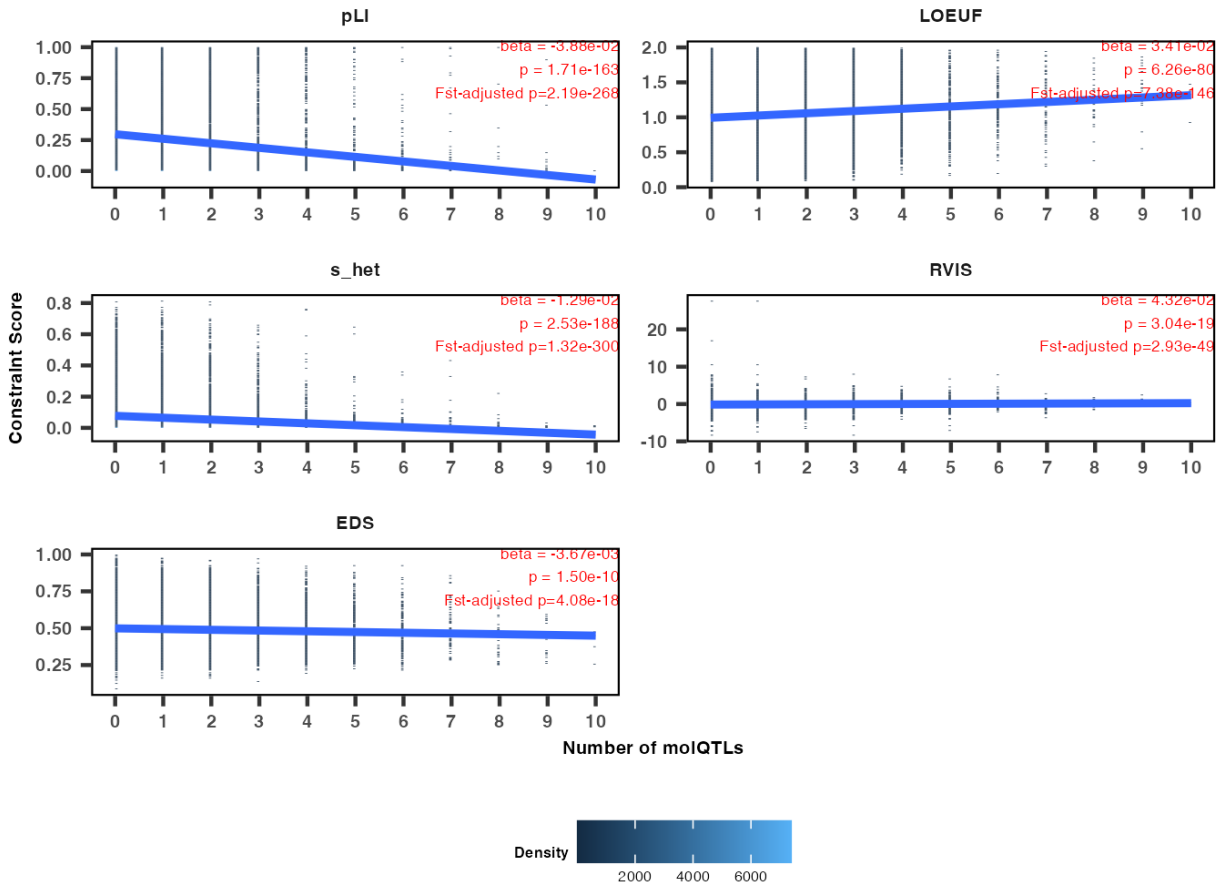 pLI
beta = -3.88e-02
p = 1.71e-163
Fst-adjusted p=2.19e-268
1.00
0.75
0.50
0.25
0.00
0 1 2 3 4 5 6 7 8 9 10
LOEUF
beta = 3.41e-02
p = 6.26e-80
Fst-adjusted p=7.38e-146
2.0
1.5
1.0
0.5
0.0
0 1 2 3 4 5 6 7 8 9 10
Constraint Score
s_het
beta = -1.29e-02
p = 2.53e-188
Fst-adjusted p=1.32e-300
0.8
0.6
0.4
0.2
0.0
0 1 2 3 4 5 6 7 8 9 10
RVIS
beta = 4.32e-02
p = 3.04e-19
Fst-adjusted p=2.93e-49
20
10
0
-10
0 1 2 3 4 5 6 7 8 9 10
EDS
beta = -3.67e-03
p = 1.50e-10
Fst-adjusted p=4.08e-18
1.00
0.75
0.50
0.25
0 1 2 3 4 5 6 7 8 9 10
Number of molQTLs
Density
2000 4000 6000